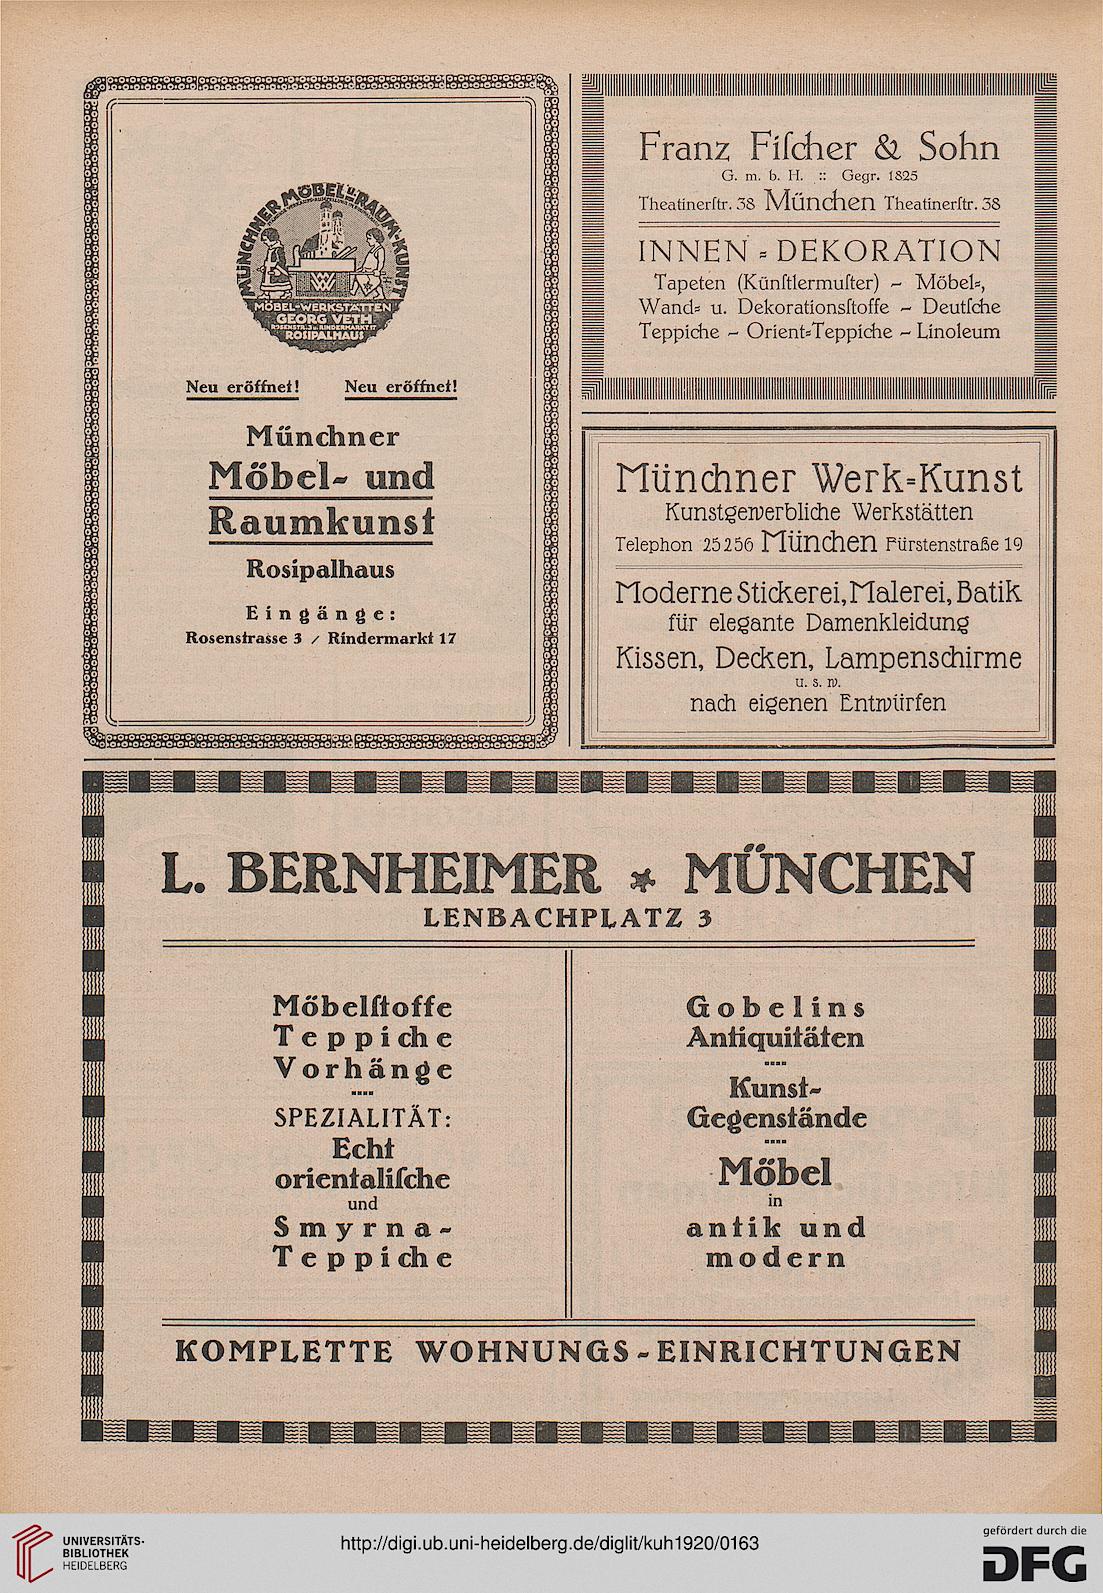 MÜNCHNER MÖBEL- U. RAUM-KUNST
MÖBEL-WERKSTÄTTEN
GEORG VETH
ROSENSTR. 3 u. RINDERMARKT 17
ROSIPALHAUS
Neu eröffnet! Neu eröffnet!
Münchner
Möbel- und
Raumkunst
Rosipalhaus
Eingänge:
Rosenstrasse 3 / Rindermarkt 17
Franz Fiſcher & Sohn
G. m. b. H. :: Gegr. 1825
Theatinerſtr. 38 München Theatinerſtr. 38
INNEN-DEKORATION
Tapeten (Künſtlermuſter) – Möbel-,
Wand- u. Dekorationsſtoffe – Deutſche
Teppiche – Orient-Teppiche – Linoleum
Münchner Werk-Kunst
Kunstgewerbliche Werkstätten
Telephon 25256 München Fürstenstraße 19
Moderne Stickerei, Malerei, Batik
für elegante Damenkleidung
Kissen, Decken, Lampenschirme
u. s. w.
nach eigenen Entwürfen
L. BERNHEIMER * MÜNCHEN
LENBACHPLATZ 3
Möbelſtoffe
Teppiche
Vorhänge
SPEZIALITÄT:
Echt
orientaliſche
und
Smyrna-
Teppiche
Gobelins
Antiquitäten
Kunst-
Gegenstände
Möbel
in
antik und
modern
KOMPLETTE WOHNUNGS-EINRICHTUNGEN
UNIVERSITÄTS-
BIBLIOTHEK
HEIDELBERG
http://digi.ub.uni-heidelberg.de/diglit/kuh1920/0163
gefördert durch die
DFG